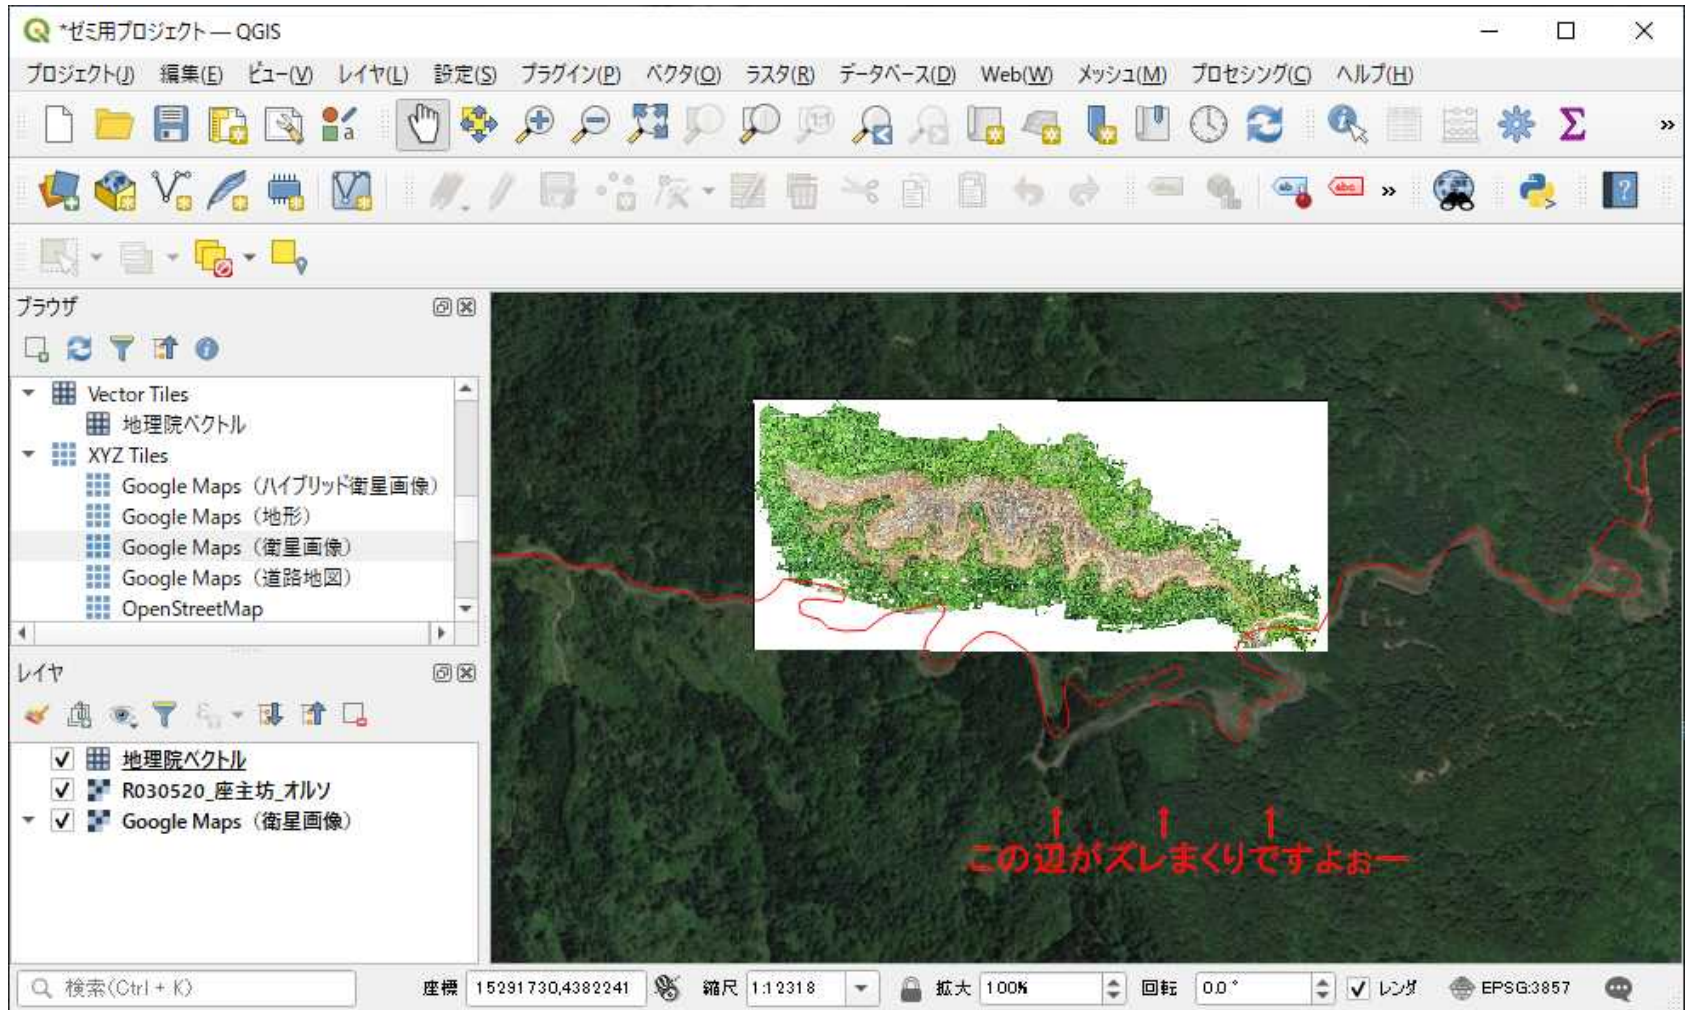 *ゼミ用プロジェクト — QGIS
プロジェクト(J) 編集(E) ビュー(V) レイヤ(L) 設定(S) プラグイン(P) ベクタ(O) ラスタ(R) データベース(D) Web(W) メッシュ(M) プロセシング(C) ヘルプ(H)
ブラウザ
Vector Tiles
地理院ベクトル
XYZ Tiles
Google Maps（ハイブリッド衛星画像）
Google Maps（地形）
Google Maps（衛星画像）
Google Maps（道路地図）
OpenStreetMap
レイヤ
地理院ベクトル
R030520_座主坊_オルソ
Google Maps（衛星画像）
この辺がズレまくりですよぉー
検索(Ctrl + K) 座標 15291730,4382241 縮尺 1:12318 拡大 100% 回転 0.0 ° レンダ EPSG:3857